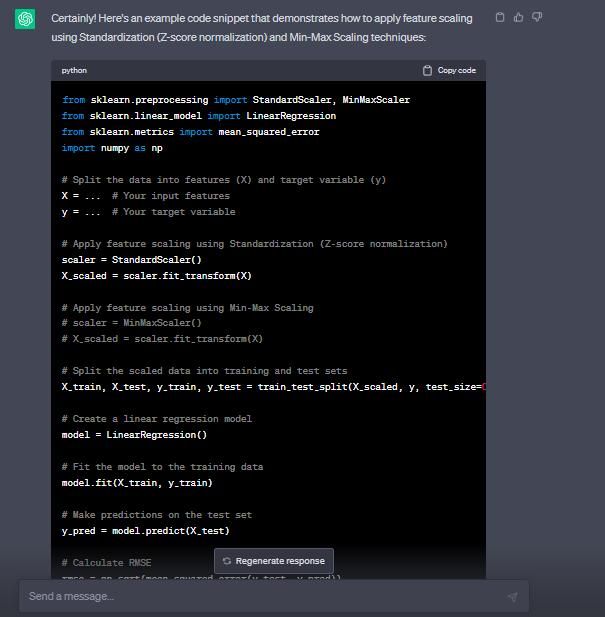 Certainly! Here's an example code snippet that demonstrates how to apply feature scaling
using Standardization (Z-score normalization) and Min-Max Scaling techniques:
python
Copy code
from sklearn.preprocessing import StandardScaler, MinMaxScaler
from sklearn.linear_model import LinearRegression
from sklearn.metrics import mean_squared_error
import numpy as np
# Split the data into features (X) and target variable (y)
X = ...  # Your input features
y = ...  # Your target variable
# Apply feature scaling using Standardization (Z-score normalization)
scaler = StandardScaler()
X_scaled = scaler.fit_transform(X)
# Apply feature scaling using Min-Max Scaling
# scaler = MinMaxScaler()
# X_scaled = scaler.fit_transform(X)
# Split the scaled data into training and test sets
X_train, X_test, y_train, y_test = train_test_split(X_scaled, y, test_size=
# Create a linear regression model
model = LinearRegression()
# Fit the model to the training data
model.fit(X_train, y_train)
# Make predictions on the test set
y_pred = model.predict(X_test)
# Calculate RMSE
Regenerate response
rmse = np.sqrt(mean_squared_error(y_test, y_pred))
Send a message...